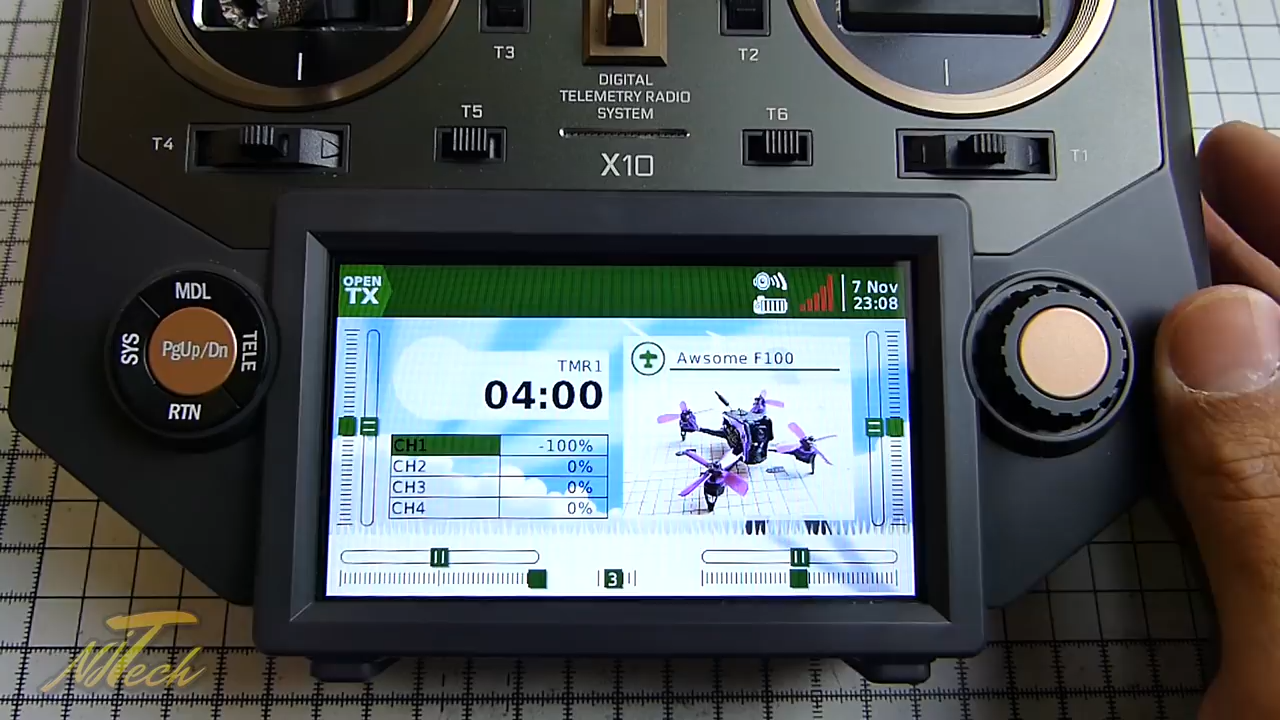 T3
T2
DIGITAL
TELEMETRY RADIO
SYSTEM
X10
T4
T5
T6
T1
MDL
SYS
PgUp/Dn
TELE
RTN
OPEN
TX
7 Nov
23:08
TMR1
04:00
Awsome F100
CH1 -100%
CH2 0%
CH3 0%
CH4 0%
3
NJTech